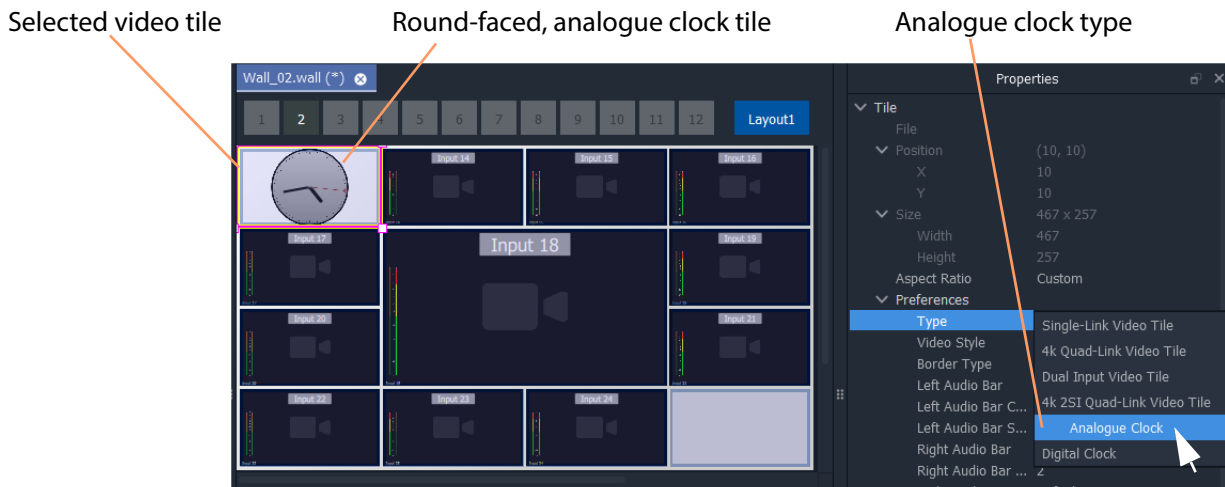 Selected video tile
Round-faced, analogue clock tile
Analogue clock type
Wall_02.wall (*)
1 2 3 4 5 6 7 8 9 10 11 12 Layout1
Input 14
Input 15
Input 16
Input 17
Input 18
Input 19
Input 20
Input 21
Input 22
Input 23
Input 24
Properties
Tile
File
Position (10, 10)
X 10
Y 10
Size 467 x 257
Width 467
Height 257
Aspect Ratio Custom
Preferences
Type
Video Style
Border Type
Left Audio Bar
Left Audio Bar C...
Left Audio Bar S...
Right Audio Bar
Right Audio Bar ... 2
Single-Link Video Tile
4k Quad-Link Video Tile
Dual Input Video Tile
4k 2SI Quad-Link Video Tile
Analogue Clock
Digital Clock